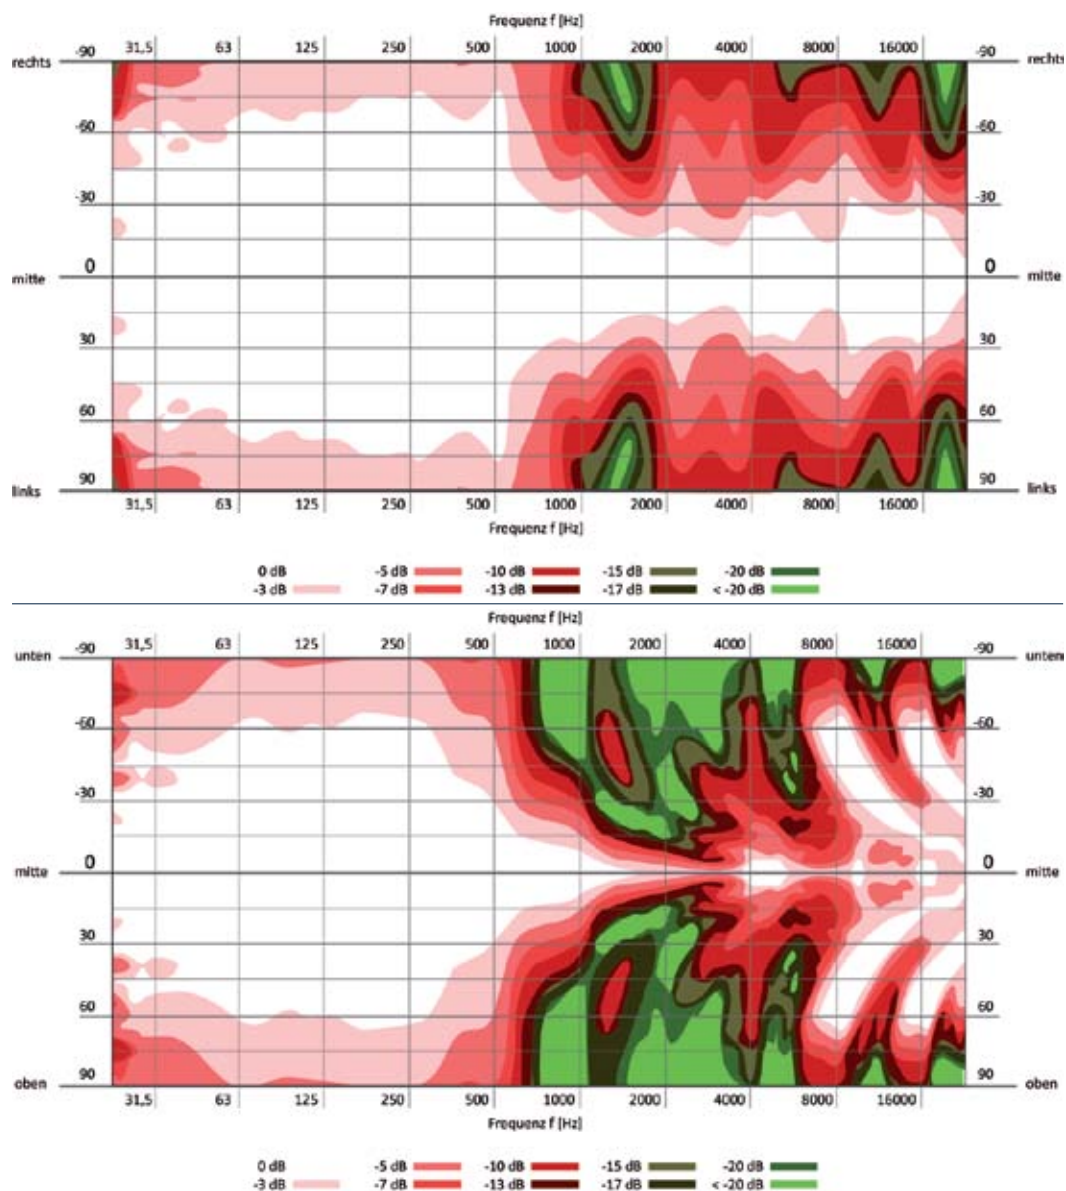 Frequenz f [Hz]
-90 31,5 63 125 250 500 1000 2000 4000 8000 16000 -90
rechts rechts
-60 -60
-30 -30
0 0
mitte mitte
30 30
60 60
90 90
links links
31,5 63 125 250 500 1000 2000 4000 8000 16000
Frequenz f [Hz]
0 dB -5 dB -10 dB -15 dB -20 dB
-3 dB -7 dB -13 dB -17 dB < -20 dB
Frequenz f [Hz]
-90 31,5 63 125 250 500 1000 2000 4000 8000 16000 -90
unten unten
-60 -60
-30 -30
0 0
mitte mitte
30 30
60 60
90 90
oben oben
31,5 63 125 250 500 1000 2000 4000 8000 16000
Frequenz f [Hz]
0 dB -5 dB -10 dB -15 dB -20 dB
-3 dB -7 dB -13 dB -17 dB < -20 dB